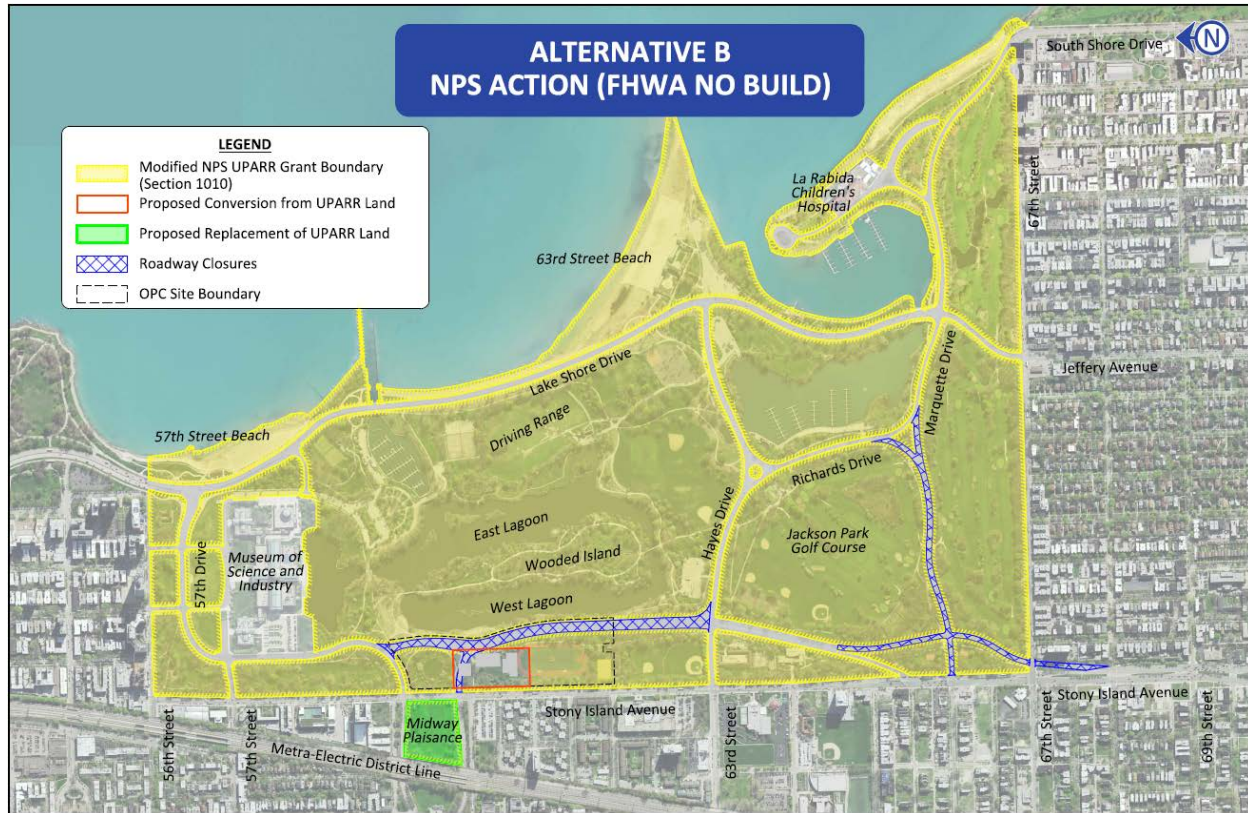 ALTERNATIVE B
NPS ACTION (FHWA NO BUILD)
South Shore Drive
N
LEGEND
Modified NPS UPARR Grant Boundary
(Section 1010)
Proposed Conversion from UPARR Land
Proposed Replacement of UPARR Land
Roadway Closures
OPC Site Boundary
La Rabida
Children's
Hospital
67th Street
63rd Street Beach
Lake Shore Drive
Marquette Drive
Jeffery Avenue
Driving Range
57th Street Beach
Richards Drive
Hayes Drive
East Lagoon
Jackson Park
Golf Course
Wooded Island
Museum of
Science and
Industry
57th Drive
West Lagoon
Stony Island Avenue
Stony Island Avenue
Midway
Plaisance
Metra-Electric District Line
56th Street
57th Street
63rd Street
67th Street
69th Street